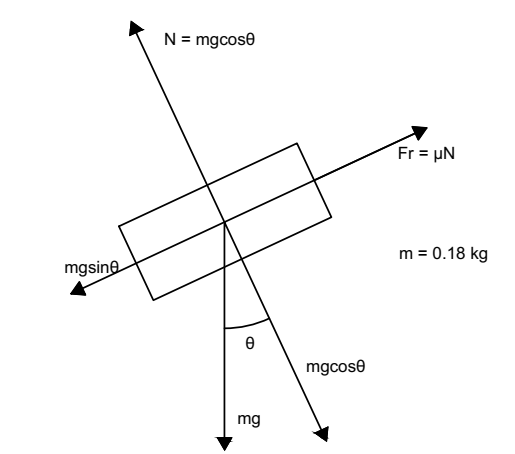 N = mgcosθ
Fr = μN
m = 0.18 kg
mgsinθ
θ
mgcosθ
mg